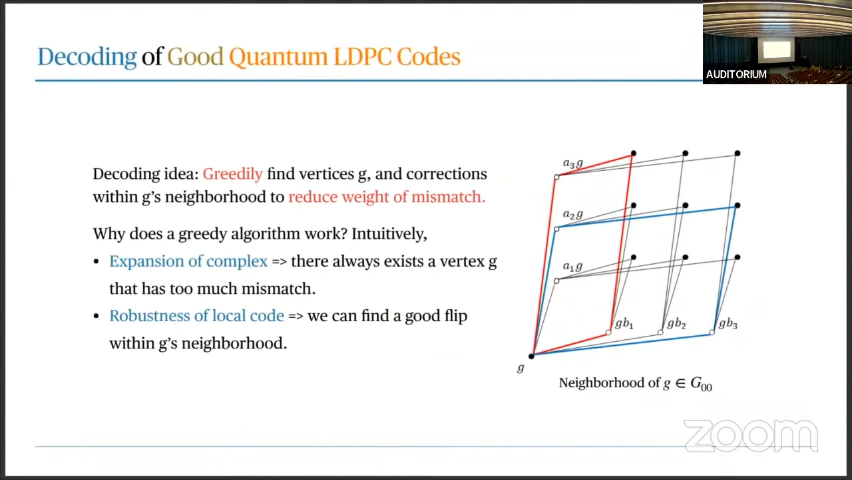 Decoding of Good Quantum LDPC Codes
AUDITORIUM
Decoding idea: Greedily find vertices g, and corrections
within g's neighborhood to reduce weight of mismatch.
Why does a greedy algorithm work? Intuitively,
• Expansion of complex => there always exists a vertex g
that has too much mismatch.
• Robustness of local code => we can find a good flip
within g's neighborhood.
a₃g
a₂g
a₁g
gb₁
gb₂
gb₃
g
Neighborhood of g ∈ G₀₀
zoom